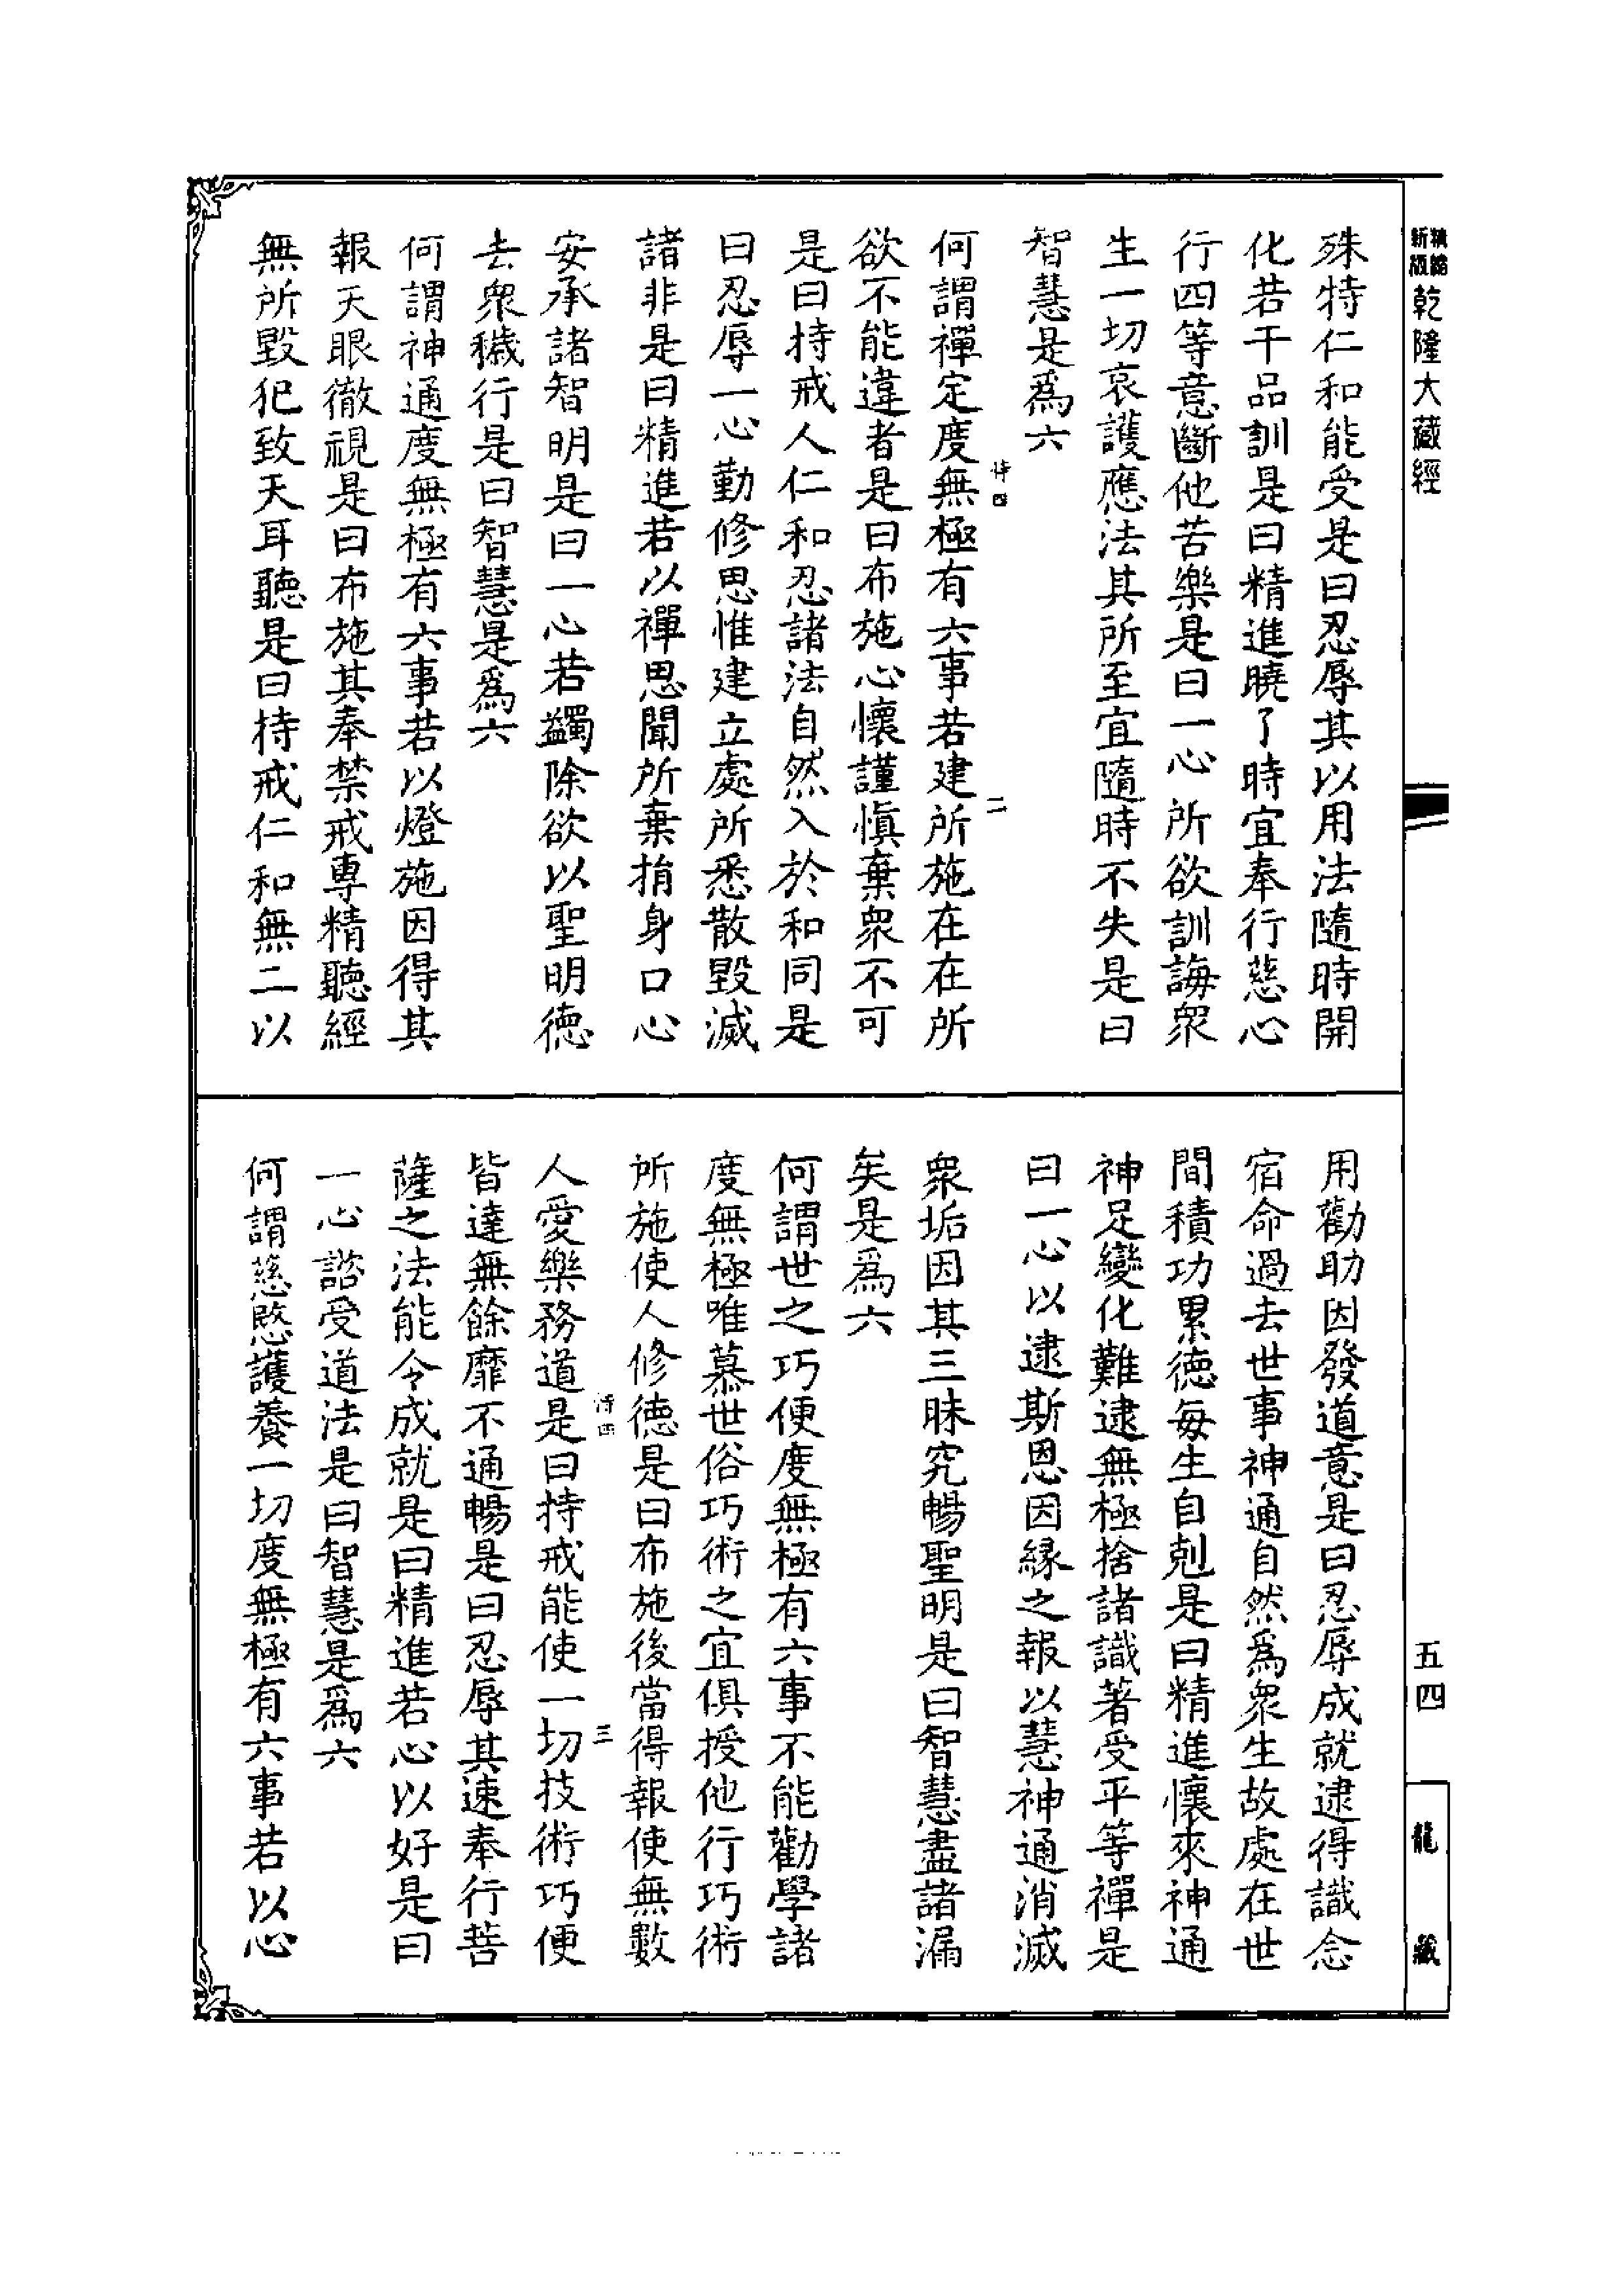 乾隆大藏經
殊特仁和能受是曰忍辱其以用法隨時開
化若干品訓是曰精進曉了時宜奉行慈心
行四等意斷他苦樂是曰一心所欲訓誨衆
生一切哀護應法其所至宜隨時不失是曰
智慧是爲六
二
何謂禪定度無極有六事若建所施在在所
欲不能違者是曰布施心懷謹慎棄衆不可
是曰持戒人仁和忍諸法自然入於和同是
曰忍辱一心勤修思惟建立處所悉散毀滅
諸非是曰精進若以禪思聞所棄捐身口心
安承諸智明是曰一心若蠲除欲以聖明德
去衆穢行是曰智慧是爲六
何謂神通度無極有六事若以燈施因得其
報天眼徹視是曰布施其奉禁戒專精聽經
無所毀犯致天耳聽是曰持戒仁和無二以
用勸助因發道意是曰忍辱成就逮得識念
宿命過去世事神通自然爲衆生故處在世
間積功累德每生自剋是曰精進懷來神通
神足變化難逮無極捨諸識著受平等禪是
曰一心以逮斯恩因縁之報以慧神通消滅
衆垢因其三昧究暢聖明是曰智慧盡諸漏
矣是爲六
何謂世之巧便度無極有六事不能勸學諸
度無極唯慕世俗巧術之宜俱授他行巧術
所施使人修德是曰布施後當得報使無數
三
人愛樂務道是曰持戒能使一切技術巧便
皆達無餘靡不通暢是曰忍辱其速奉行菩
薩之法能令成就是曰精進若心以好是曰
一心諮受道法是曰智慧是爲六
何謂慈愍護養一切度無極有六事若以心
五四
龍藏